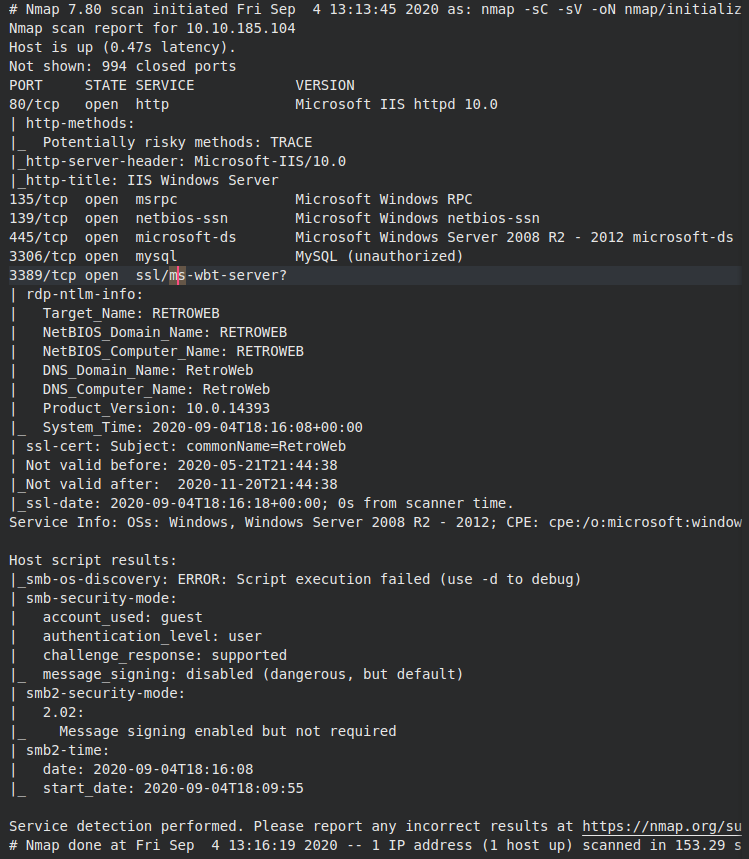 # Nmap 7.80 scan initiated Fri Sep  4 13:13:45 2020 as: nmap -sC -sV -oN nmap/initializ
Nmap scan report for 10.10.185.104
Host is up (0.47s latency).
Not shown: 994 closed ports
PORT     STATE SERVICE            VERSION
80/tcp   open  http               Microsoft IIS httpd 10.0
| http-methods:
|_  Potentially risky methods: TRACE
|_http-server-header: Microsoft-IIS/10.0
|_http-title: IIS Windows Server
135/tcp  open  msrpc              Microsoft Windows RPC
139/tcp  open  netbios-ssn        Microsoft Windows netbios-ssn
445/tcp  open  microsoft-ds       Microsoft Windows Server 2008 R2 - 2012 microsoft-ds
3306/tcp open  mysql              MySQL (unauthorized)
3389/tcp open  ssl/ms-wbt-server?
| rdp-ntlm-info:
|   Target_Name: RETROWEB
|   NetBIOS_Domain_Name: RETROWEB
|   NetBIOS_Computer_Name: RETROWEB
|   DNS_Domain_Name: RetroWeb
|   DNS_Computer_Name: RetroWeb
|   Product_Version: 10.0.14393
|_  System_Time: 2020-09-04T18:16:08+00:00
| ssl-cert: Subject: commonName=RetroWeb
| Not valid before: 2020-05-21T21:44:38
|_Not valid after:  2020-11-20T21:44:38
|_ssl-date: 2020-09-04T18:16:18+00:00; 0s from scanner time.
Service Info: OSs: Windows, Windows Server 2008 R2 - 2012; CPE: cpe:/o:microsoft:window

Host script results:
|_smb-os-discovery: ERROR: Script execution failed (use -d to debug)
| smb-security-mode:
|   account_used: guest
|   authentication_level: user
|   challenge_response: supported
|_  message_signing: disabled (dangerous, but default)
| smb2-security-mode:
|   2.02:
|_    Message signing enabled but not required
| smb2-time:
|   date: 2020-09-04T18:16:08
|_  start_date: 2020-09-04T18:09:55

Service detection performed. Please report any incorrect results at https://nmap.org/su
# Nmap done at Fri Sep  4 13:16:19 2020 -- 1 IP address (1 host up) scanned in 153.29 s